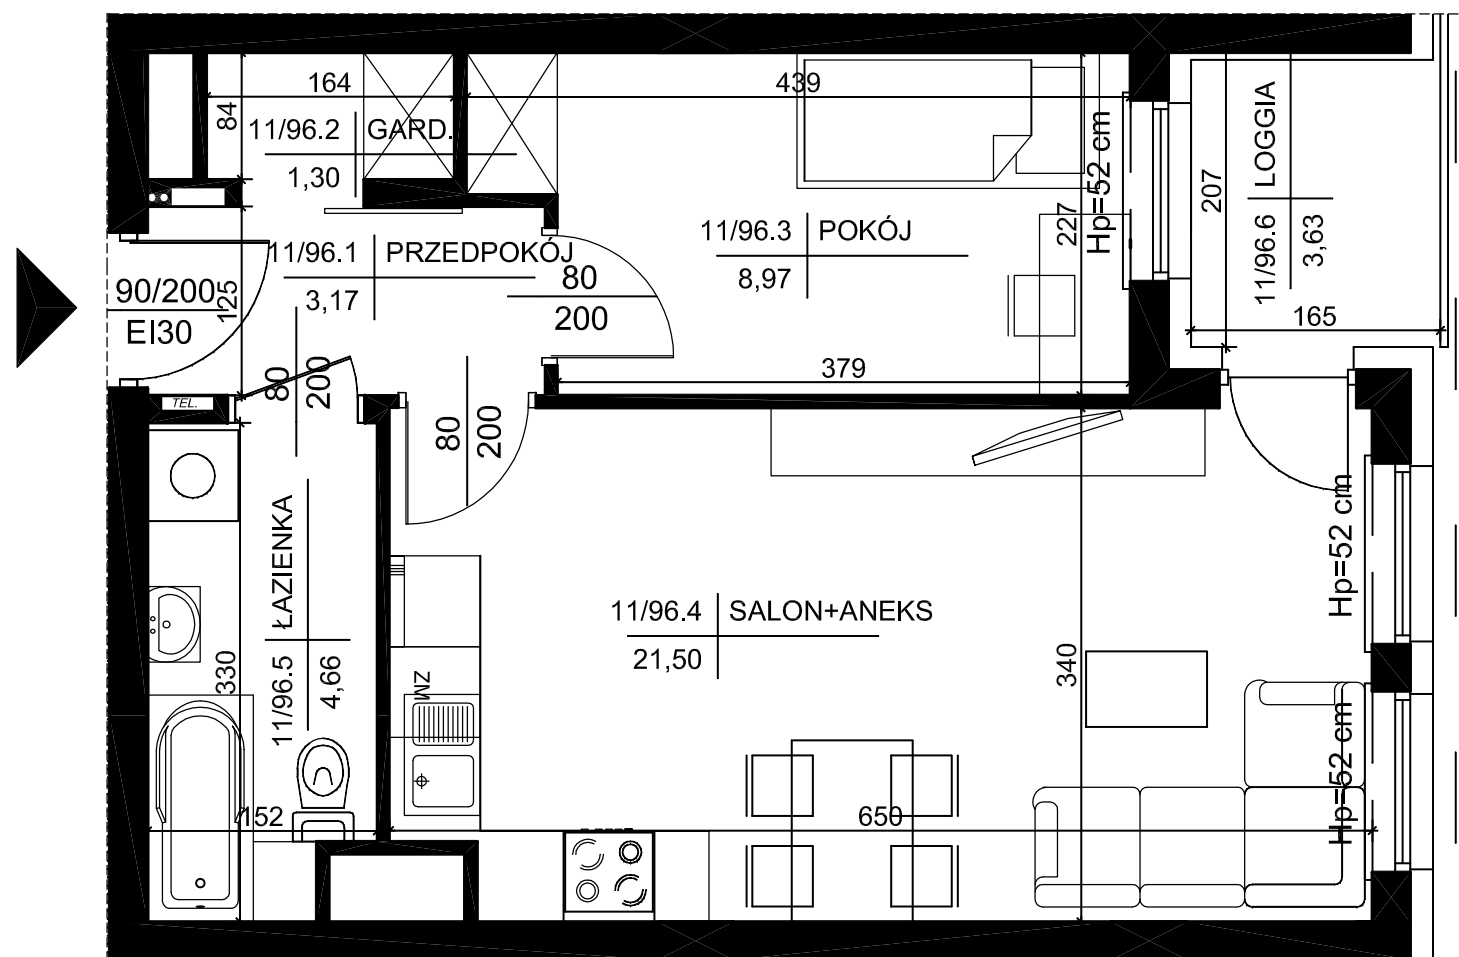 164
439
84
11/96.2 GARD.
1,30
Hp=52 cm
207
11/96.6 LOGGIA
3,63
227
11/96.3 POKÓJ
8,97
11/96.1 PRZEDPOKÓJ
3,17
90/200
EI30
125
80
200
165
80
200
379
TEL.
80
200
ŁAZIENKA
11/96.5
4,66
330
11/96.4 SALON+ANEKS
21,50
ZM
340
Hp=52 cm
Hp=52 cm
152
650